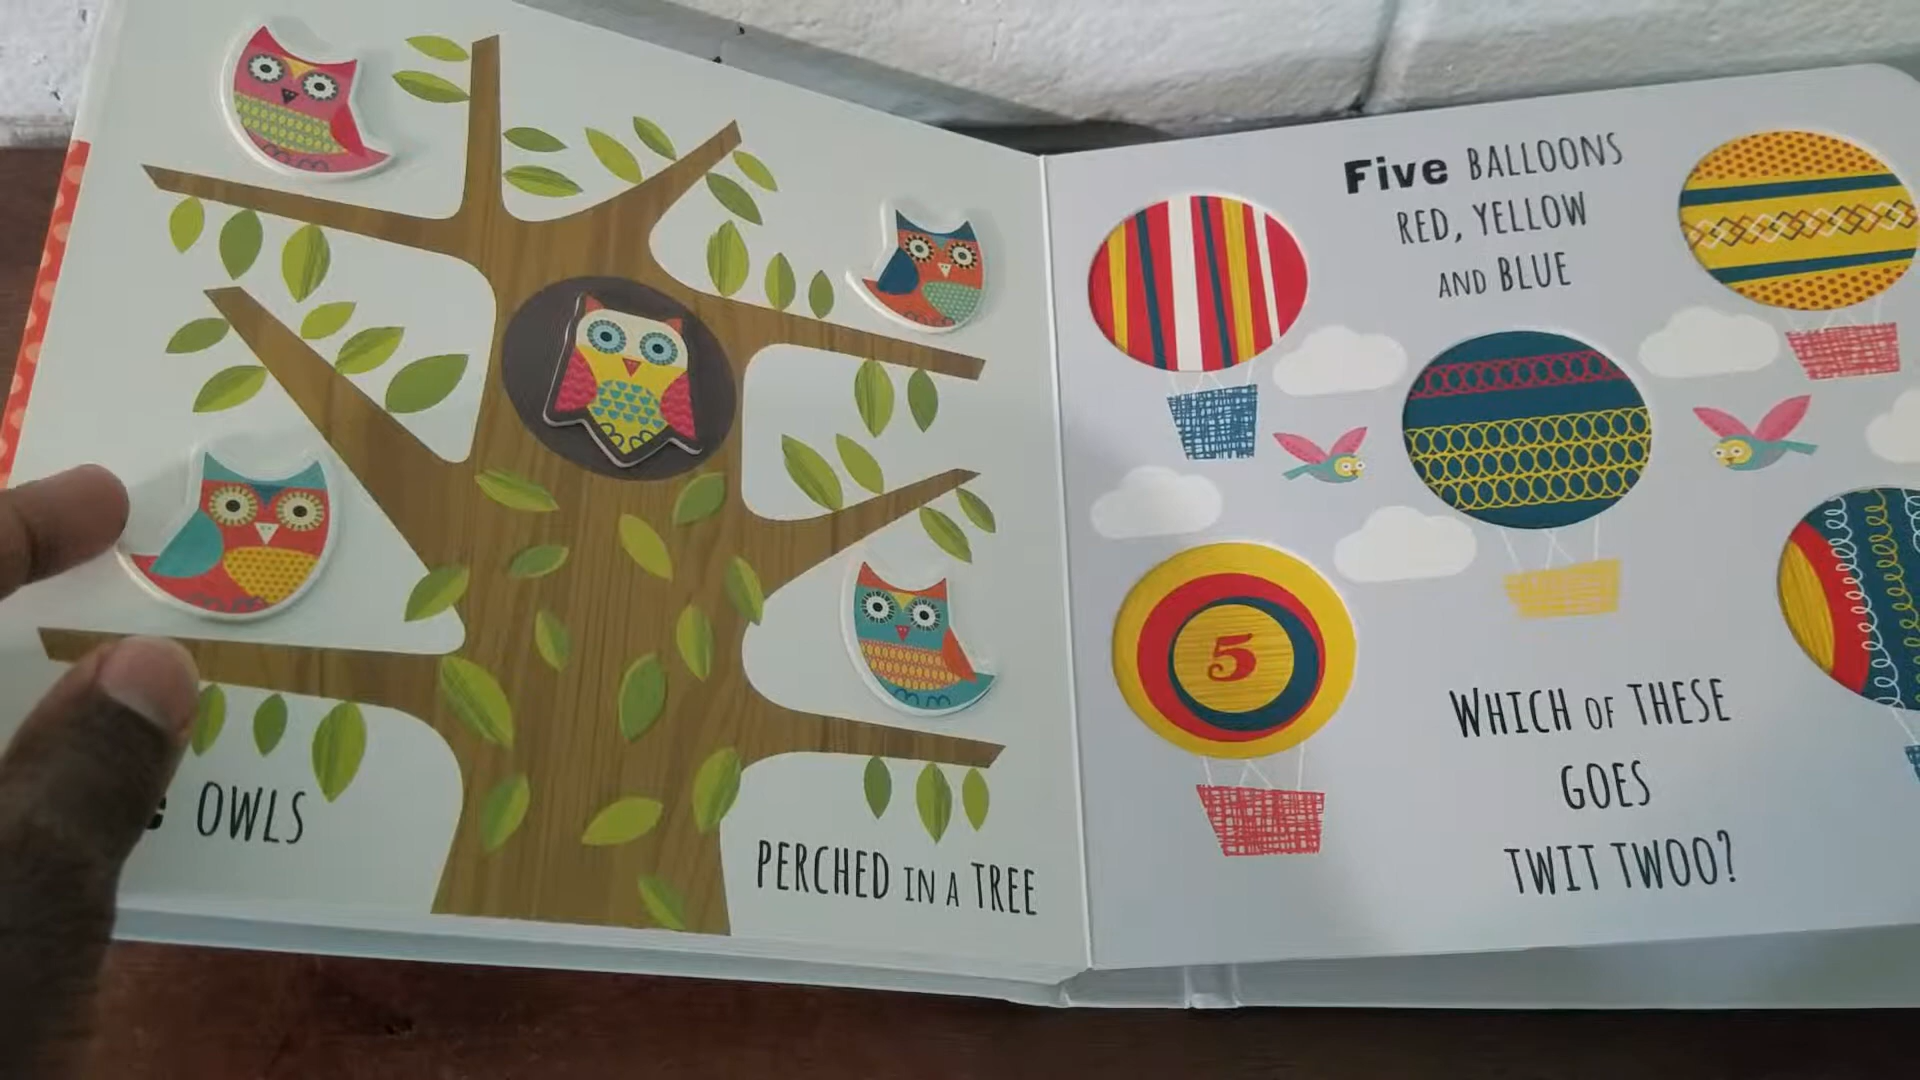 OWLS
PERCHED IN A TREE
Five BALLOONS
RED, YELLOW
AND BLUE
5
WHICH OF THESE
GOES
TWIT TWOO?